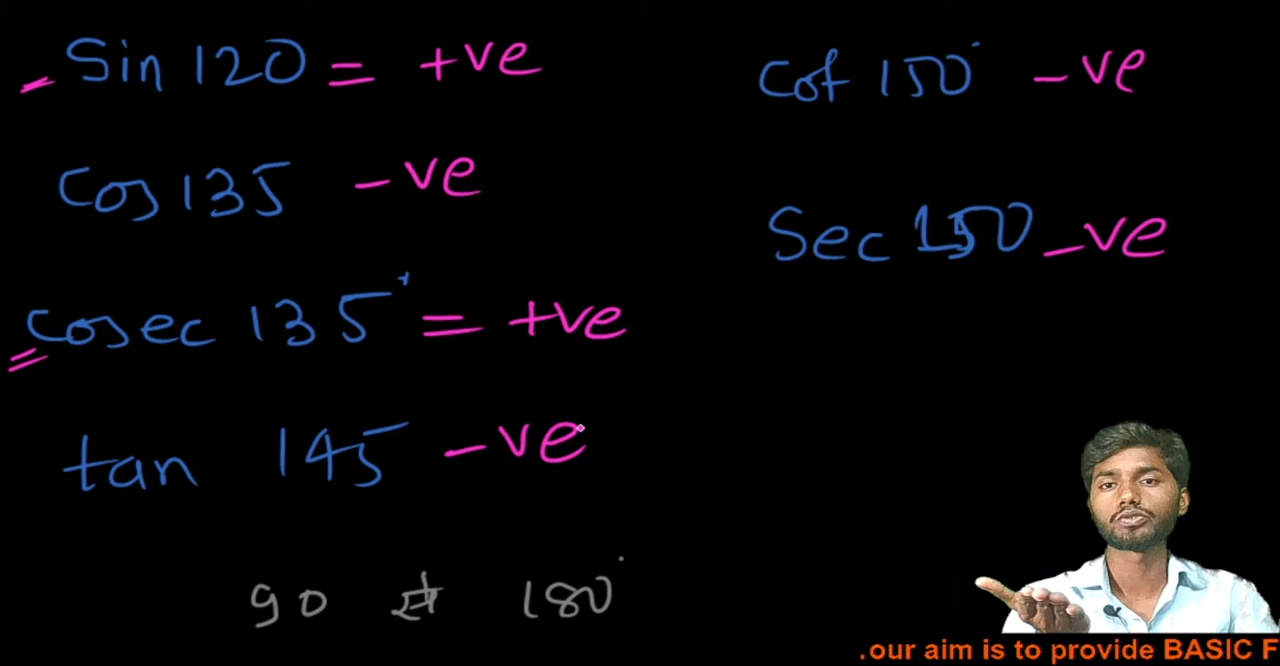 Sin 120 = +ve
Cos 135 -ve
Cosec 135° = +ve
tan 145 -ve
90 से 180°
Cot 150° -ve
Sec 150 -ve
.our aim is to provide BASIC F